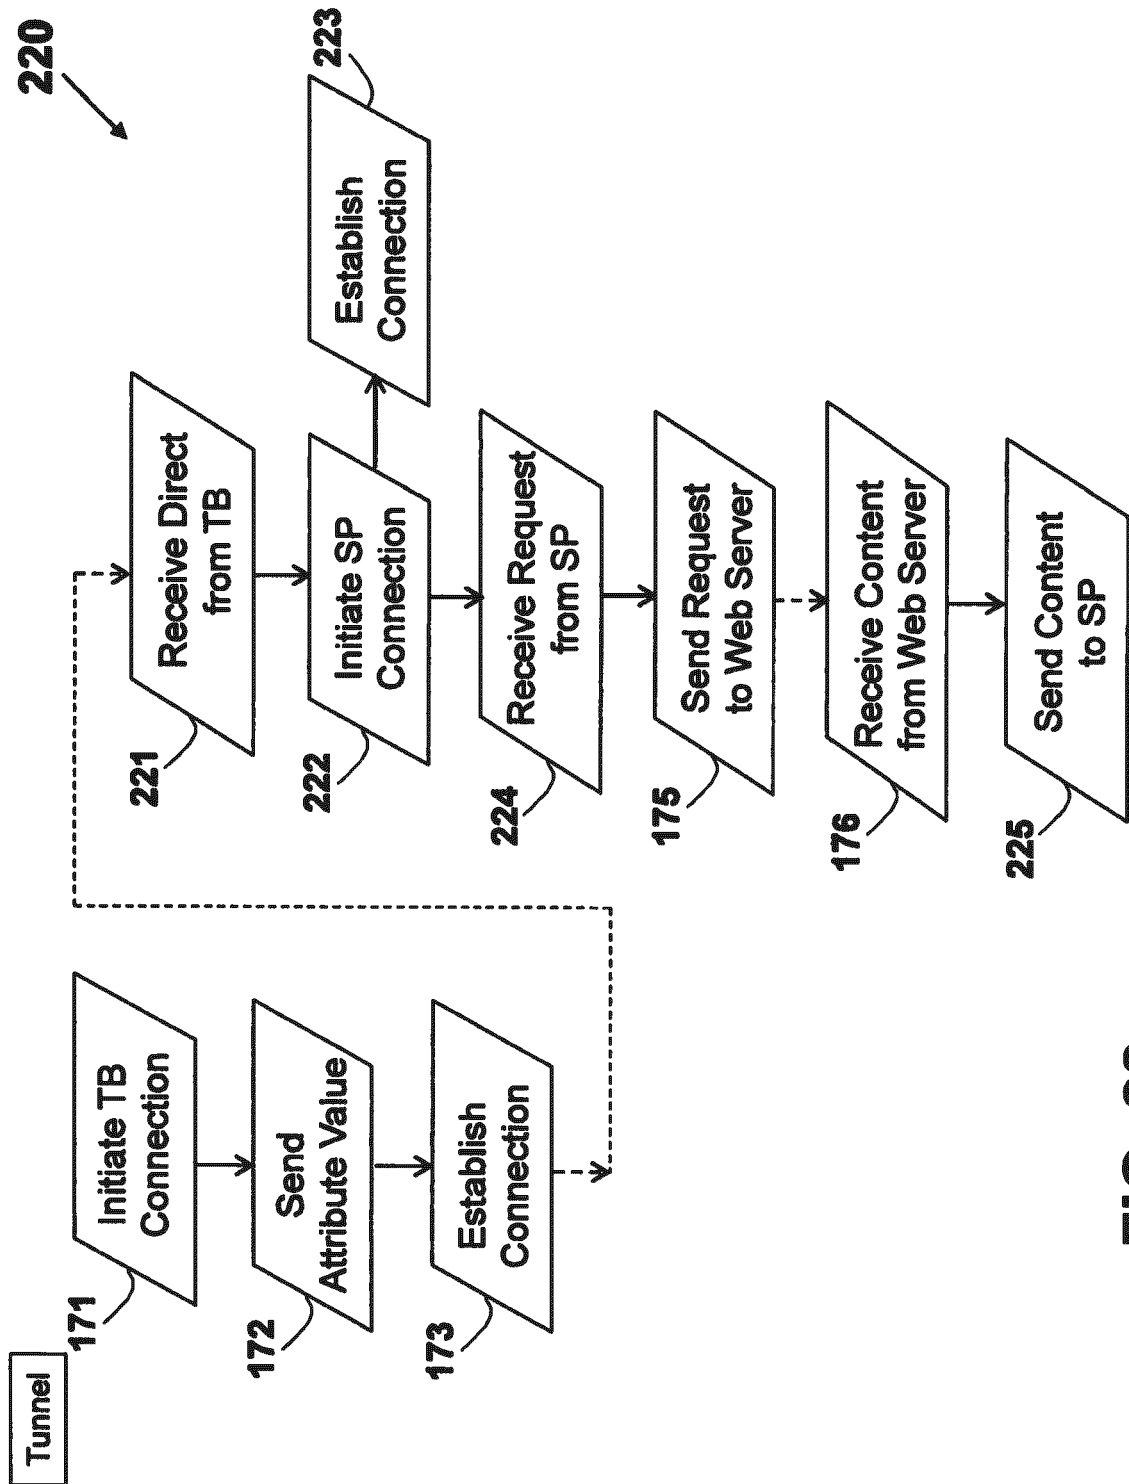 Tunnel
220
171
Initiate TB
Connection
172
Send
Attribute Value
173
Establish
Connection
221
Receive Direct
from TB
222
Initiate SP
Connection
223
Establish
Connection
224
Receive Request
from SP
175
Send Request
to Web Server
176
Receive Content
from Web Server
225
Send Content
to SP